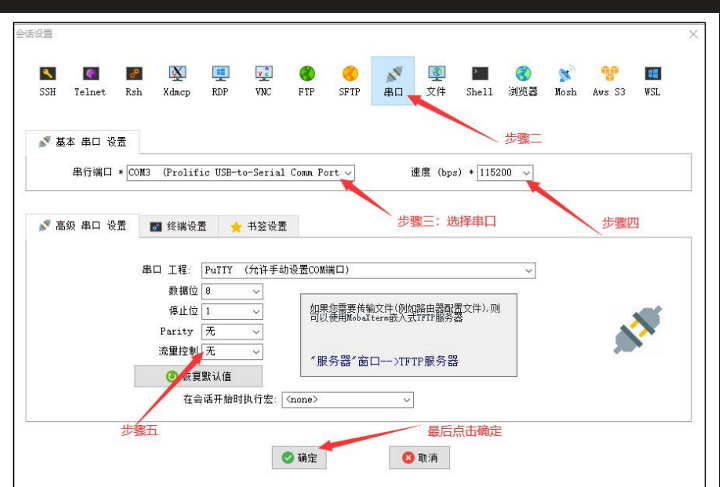 会话设置
SSH Telnet Rsh Xdmcp RDP VNC FTP SFTP 串口 文件 Shell 浏览器 Mosh Aws S3 WSL
步骤二
基本 串口 设置
串行端口 * COM3 (Prolific USB-to-Serial Comm Port 速度 (bps) * 115200
步骤三：选择串口 步骤四
高级 串口 设置 终端设置 书签设置
串口 工程: PuTTY (允许手动设置COM端口)
数据位 8
停止位 1
Parity 无
流量控制 无
如果您需要传输文件(例如路由器配置文件),则
可以使用MobaXterm嵌入式TFTP服务器
"服务器"窗口-->TFTP服务器
恢复默认值
在会话开始时执行宏: <none>
步骤五 最后点击确定
确定 取消